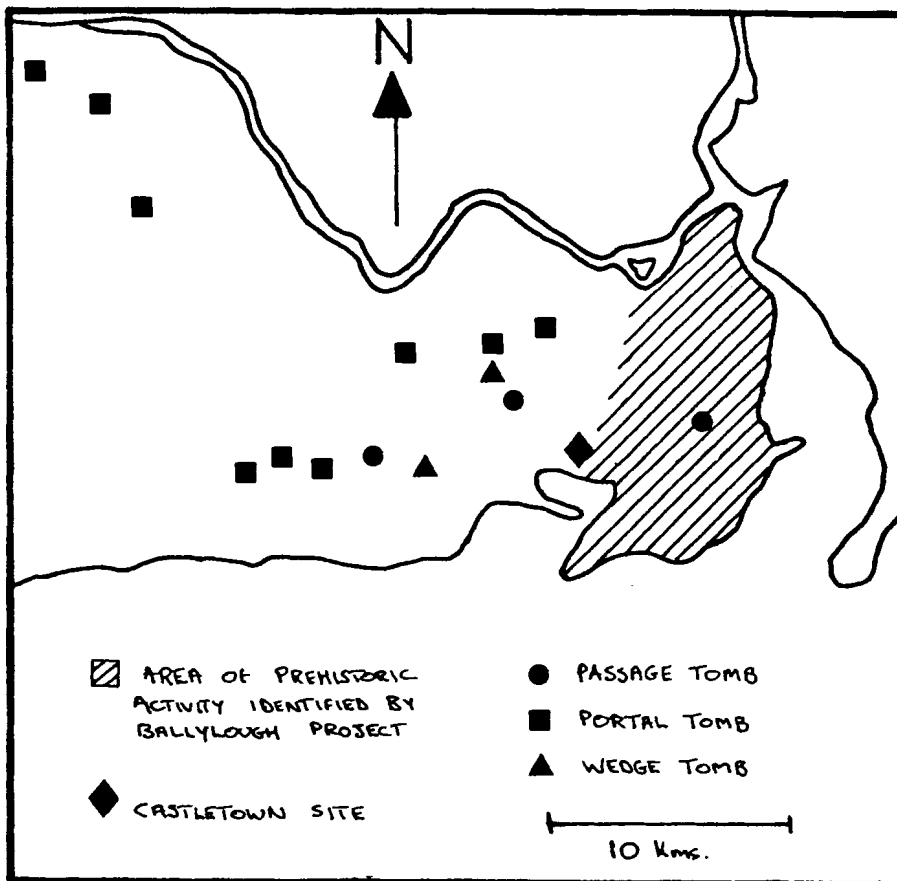 N
AREA OF PREHISTORIC
ACTIVITY IDENTIFIED BY
BALLYLOUGH PROJECT
CASTLETOWN SITE
PASSAGE TOMB
PORTAL TOMB
WEDGE TOMB
10 Kms.